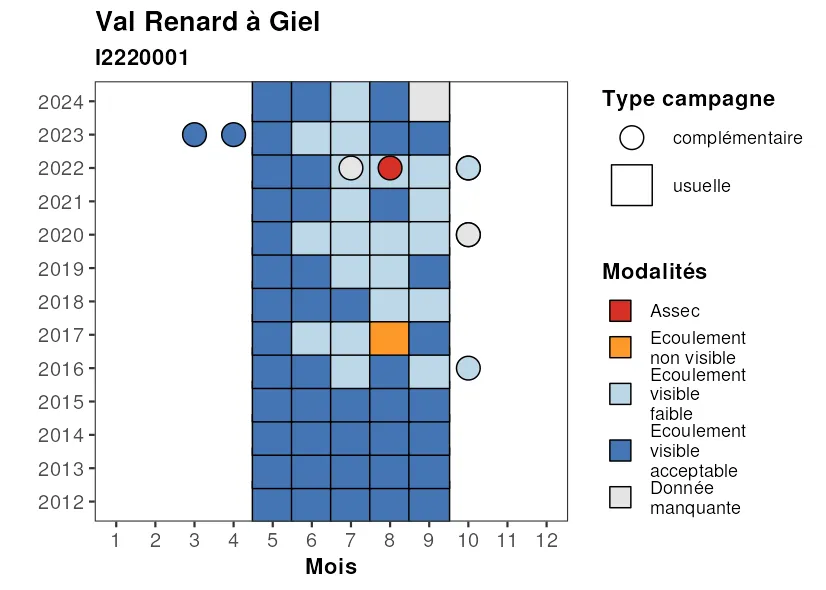 Val Renard à Giel
I2220001
2024
2023
2022
2021
2020
2019
2018
2017
2016
2015
2014
2013
2012
1 2 3 4 5 6 7 8 9 10 11 12
Mois
Type campagne
complémentaire
usuelle
Modalités
Assec
Ecoulement
non visible
Ecoulement
visible
faible
Ecoulement
visible
acceptable
Donnée
manquante